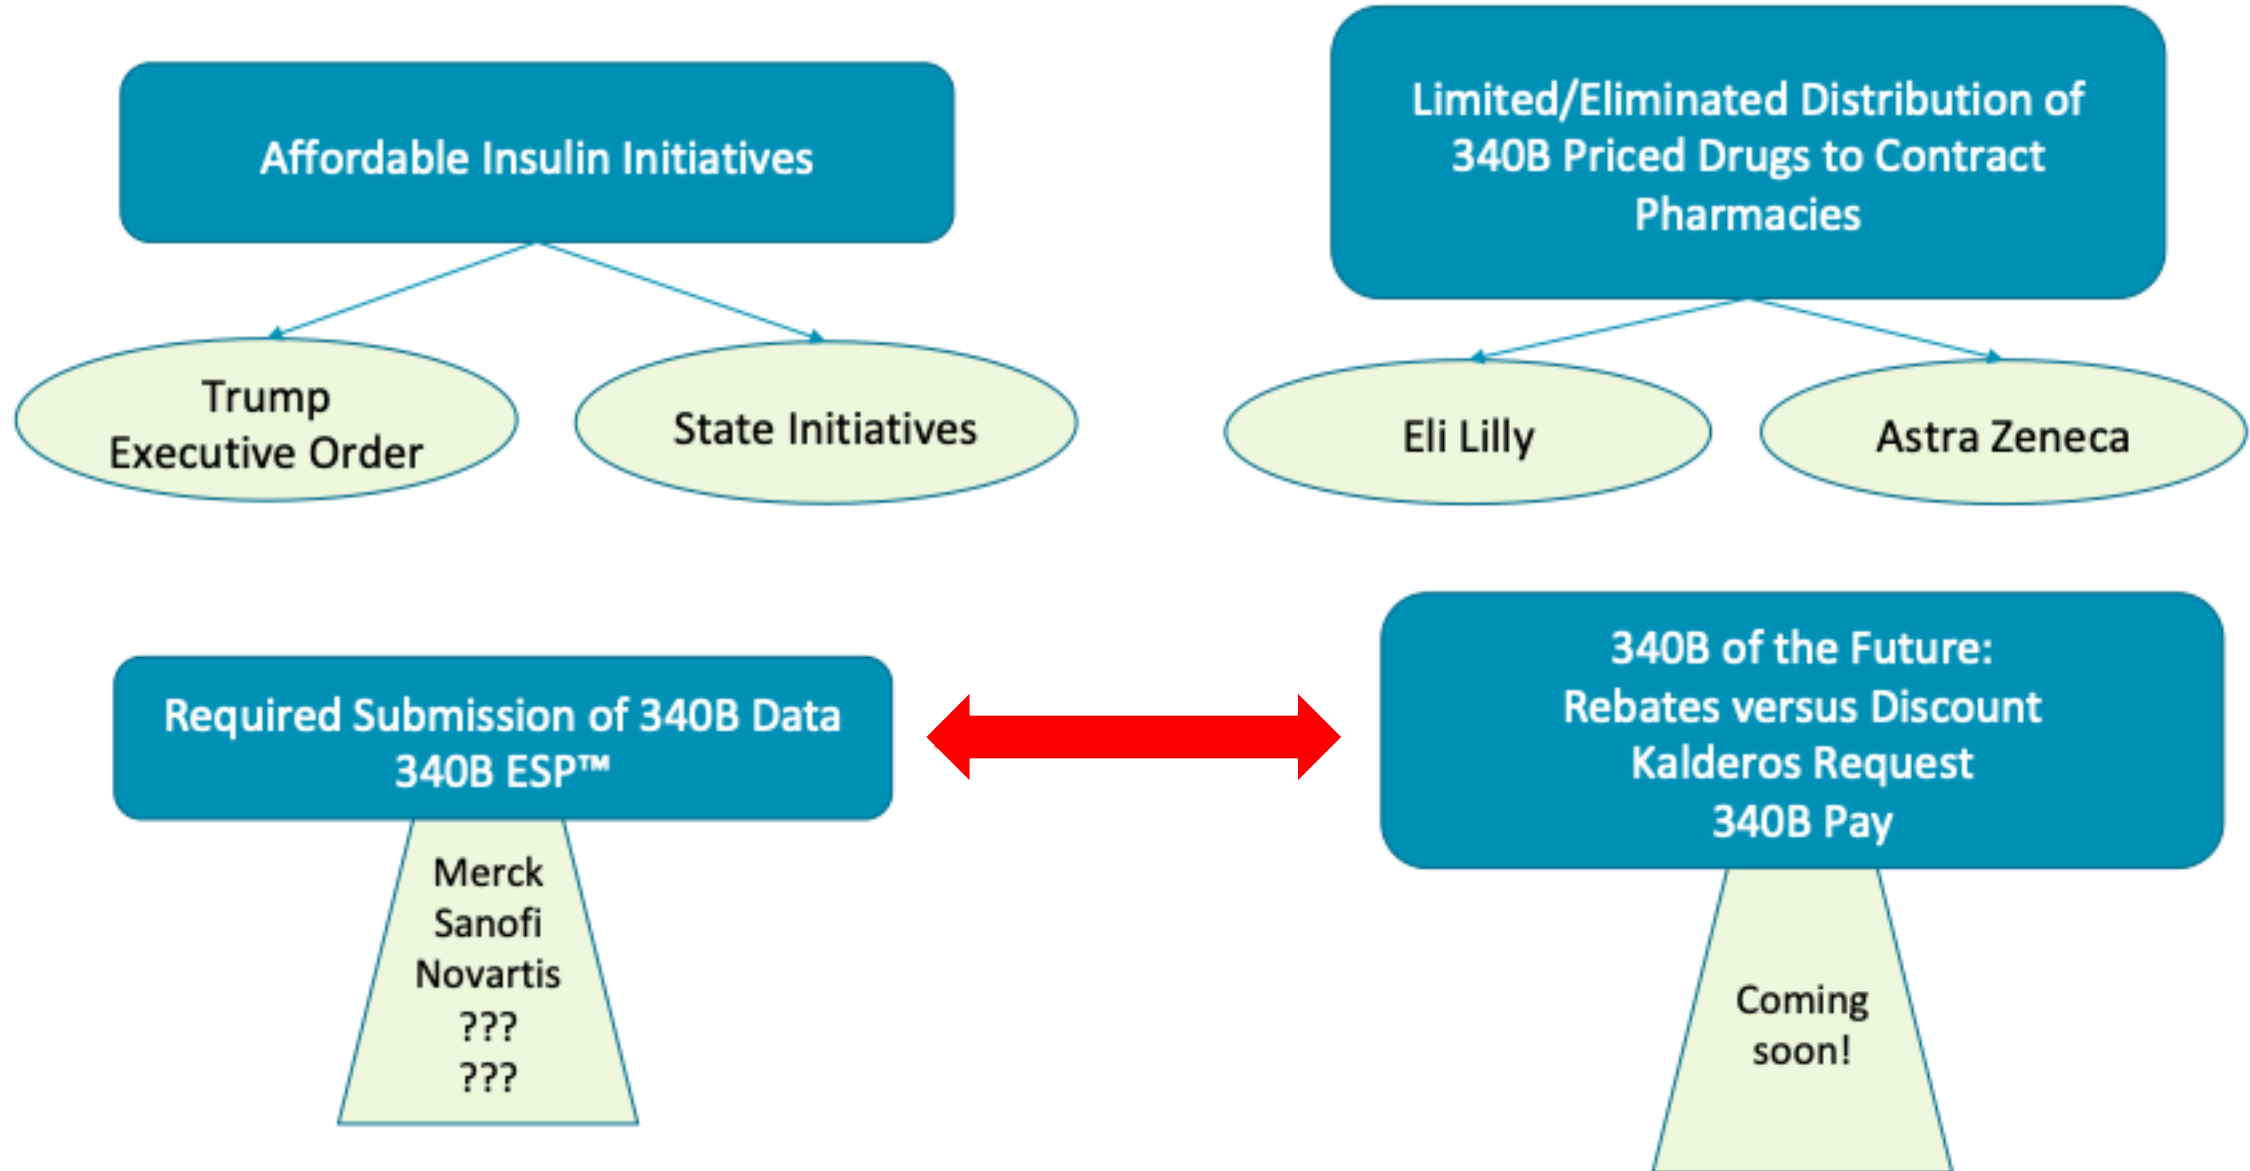 Affordable Insulin Initiatives
Trump
Executive Order
State Initiatives
Limited/Eliminated Distribution of
340B Priced Drugs to Contract
Pharmacies
Eli Lilly
Astra Zeneca
Required Submission of 340B Data
340B ESP™
Merck
Sanofi
Novartis
???
???
340B of the Future:
Rebates versus Discount
Kalderos Request
340B Pay
Coming
soon!